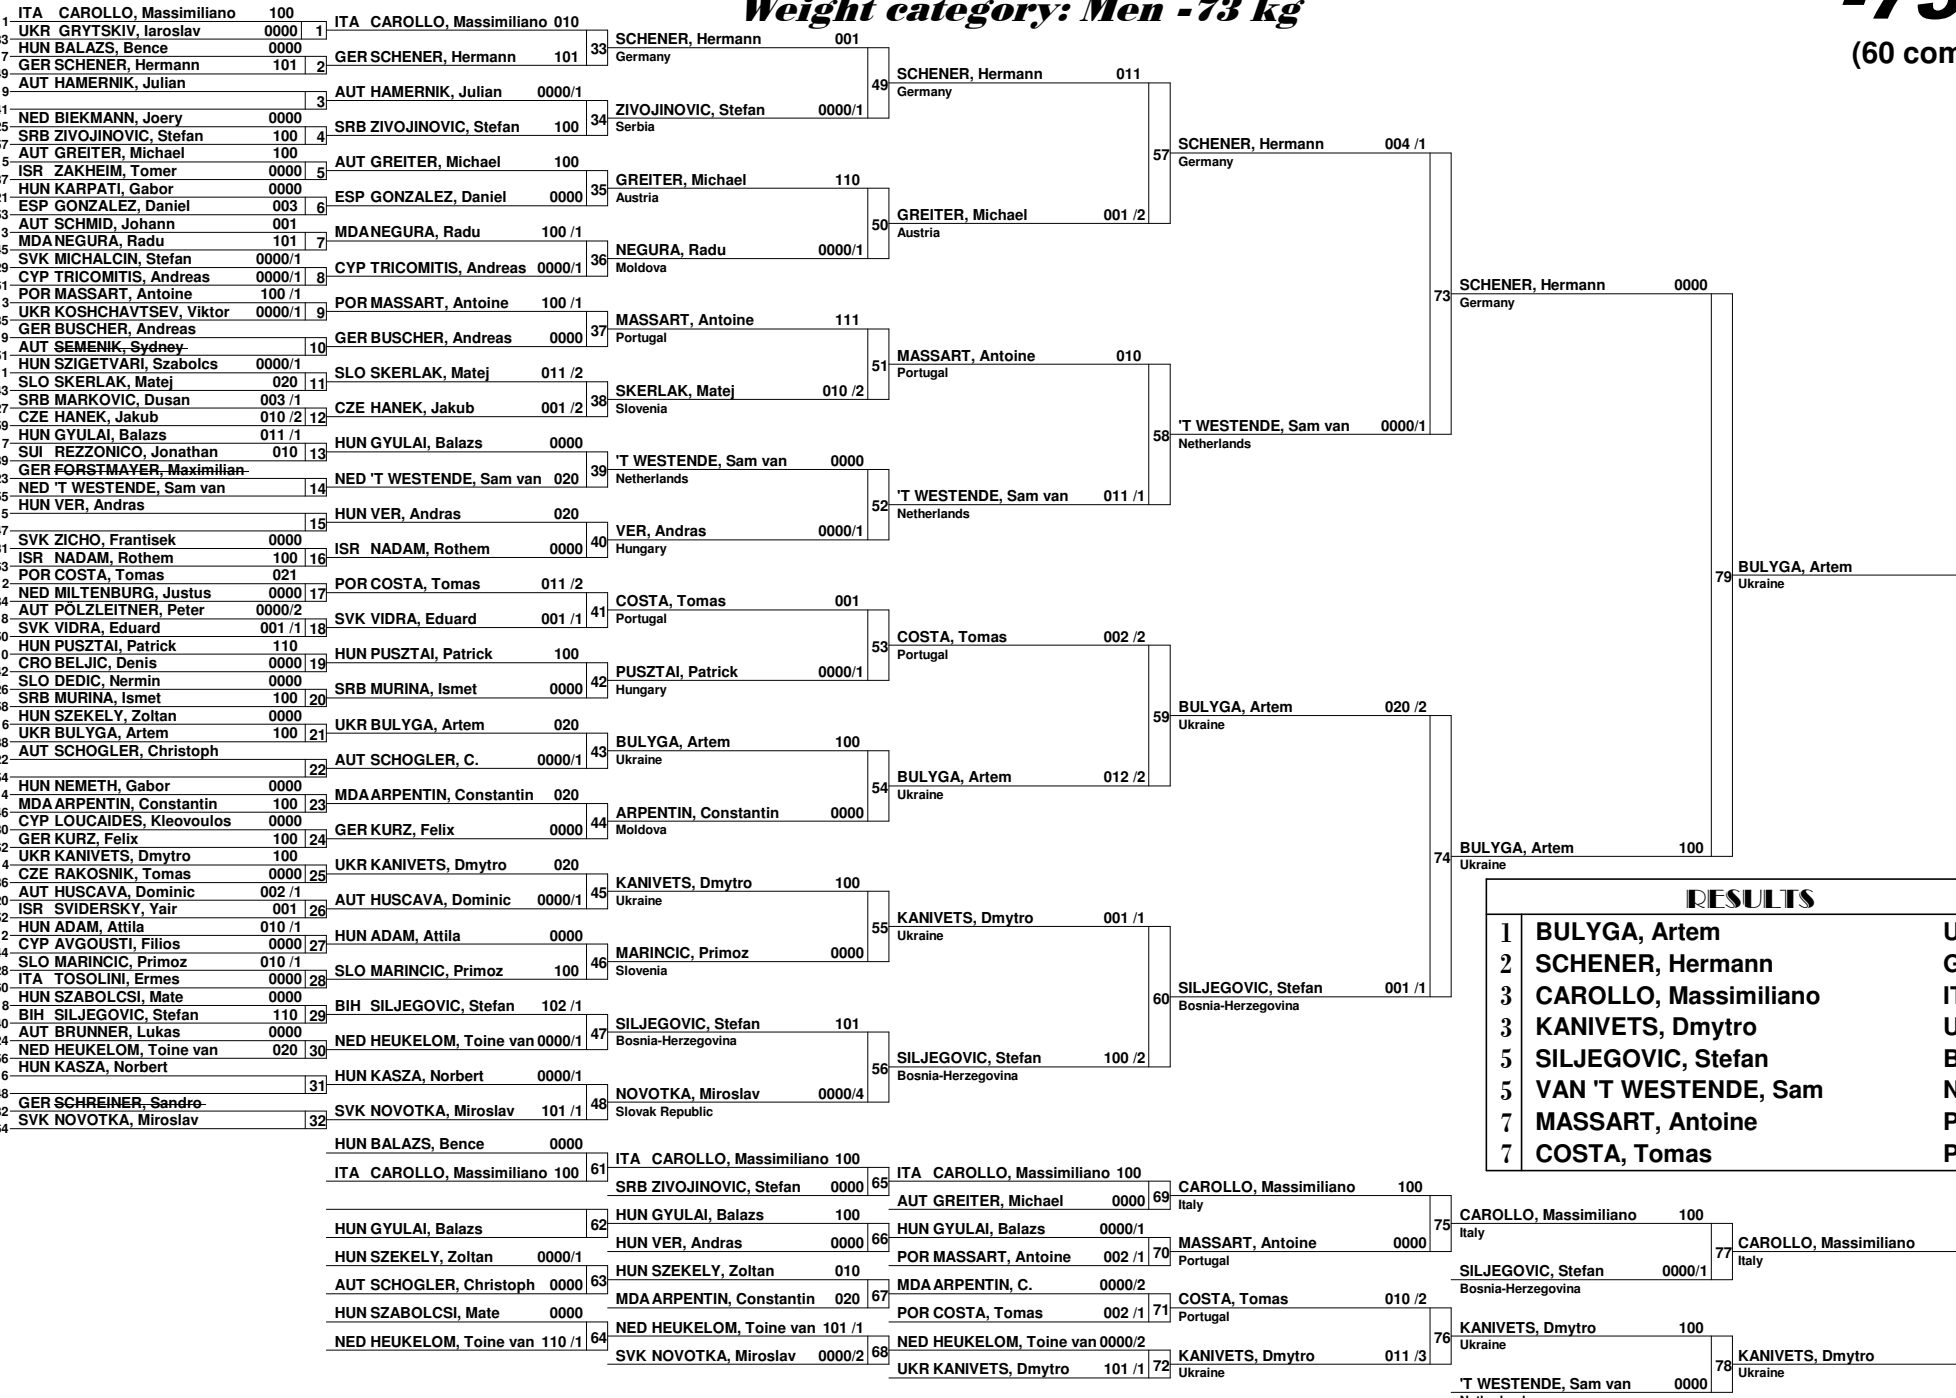 Weight category: Men -73 kg
-73
(60 com
ITA CAROLLO, Massimiliano 100
UKR GRYTSKIV, Iaroslav 0000 1
HUN BALAZS, Bence 0000
GER SCHENER, Hermann 101 2
AUT HAMERNIK, Julian
3
NED BIEKMANN, Joery 0000
SRB ZIVOJINOVIC, Stefan 100 4
AUT GREITER, Michael 100
ISR ZAKHEIM, Tomer 0000 5
HUN KARPATI, Gabor 0000
ESP GONZALEZ, Daniel 003 6
AUT SCHMID, Johann 001
MDA NEGURA, Radu 101 7
SVK MICHALCIN, Stefan 0000/1
CYP TRICOMITIS, Andreas 0000/1 8
POR MASSART, Antoine 100 /1
UKR KOSHCHAVTSEV, Viktor 0000/1 9
GER BUSCHER, Andreas
AUT SEMENIK, Sydney 10
HUN SZIGETVARI, Szabolcs 0000/1
SLO SKERLAK, Matej 020 11
SRB MARKOVIC, Dusan 003 /1
CZE HANEK, Jakub 010 /2 12
HUN GYULAI, Balazs 011 /1
SUI REZZONICO, Jonathan 010 13
GER FORSTMAYER, Maximilian
NED 'T WESTENDE, Sam van 14
HUN VER, Andras
15
SVK ZICHO, Frantisek 0000
ISR NADAM, Rothem 100 16
POR COSTA, Tomas 021
NED MILTENBURG, Justus 0000 17
AUT PÖLZLEITNER, Peter 0000/2
SVK VIDRA, Eduard 001 /1 18
HUN PUSZTAI, Patrick 110
CRO BELJIC, Denis 0000 19
SLO DEDIC, Nermin 0000
SRB MURINA, Ismet 100 20
HUN SZEKELY, Zoltan 0000
UKR BULYGA, Artem 100 21
AUT SCHOGLER, Christoph
22
HUN NEMETH, Gabor 0000
MDA ARPENTIN, Constantin 100 23
CYP LOUCAIDES, Kleovoulos 0000
GER KURZ, Felix 100 24
UKR KANIVETS, Dmytro 100
CZE RAKOSNIK, Tomas 0000 25
AUT HUSCAVA, Dominic 002 /1
ISR SVIDERSKY, Yair 001 26
HUN ADAM, Attila 010 /1
CYP AVGOUSTI, Filios 0000 27
SLO MARINCIC, Primoz 010 /1
ITA TOSOLINI, Ermes 0000 28
HUN SZABOLCSI, Mate 0000
BIH SILJEGOVIC, Stefan 110 29
AUT BRUNNER, Lukas 0000
NED HEUKELOM, Toine van 020 30
HUN KASZA, Norbert
31
GER SCHREINER, Sandro
SVK NOVOTKA, Miroslav 32
ITA CAROLLO, Massimiliano 010
GER SCHENER, Hermann 101 33
AUT HAMERNIK, Julian 0000/1
SRB ZIVOJINOVIC, Stefan 100 34
AUT GREITER, Michael 100
ESP GONZALEZ, Daniel 0000 35
MDA NEGURA, Radu 100 /1
CYP TRICOMITIS, Andreas 0000/1 36
POR MASSART, Antoine 100 /1
GER BUSCHER, Andreas 0000 37
SLO SKERLAK, Matej 011 /2
CZE HANEK, Jakub 001 /2 38
HUN GYULAI, Balazs 0000
NED 'T WESTENDE, Sam van 020 39
HUN VER, Andras 020
ISR NADAM, Rothem 0000 40
POR COSTA, Tomas 011 /2
SVK VIDRA, Eduard 001 /1 41
HUN PUSZTAI, Patrick 100
SRB MURINA, Ismet 0000 42
UKR BULYGA, Artem 020
AUT SCHOGLER, C. 0000/1 43
MDA ARPENTIN, Constantin 020
GER KURZ, Felix 0000 44
UKR KANIVETS, Dmytro 020
AUT HUSCAVA, Dominic 0000/1 45
HUN ADAM, Attila 0000
SLO MARINCIC, Primoz 100 46
BIH SILJEGOVIC, Stefan 102 /1
NED HEUKELOM, Toine van 0000/1 47
HUN KASZA, Norbert 0000/1
SVK NOVOTKA, Miroslav 101 /1 48
SCHENER, Hermann 001
Germany
49
ZIVOJINOVIC, Stefan 0000/1
Serbia
GREITER, Michael 110
Austria
50
NEGURA, Radu 0000/1
Moldova
MASSART, Antoine 111
Portugal
51
SKERLAK, Matej 010 /2
Slovenia
'T WESTENDE, Sam van 0000
Netherlands
52
VER, Andras 0000/1
Hungary
COSTA, Tomas 001
Portugal
53
PUSZTAI, Patrick 0000/1
Hungary
BULYGA, Artem 100
Ukraine
54
ARPENTIN, Constantin 0000
Moldova
KANIVETS, Dmytro 100
Ukraine
55
MARINCIC, Primoz 0000
Slovenia
SILJEGOVIC, Stefan 101
Bosnia-Herzegovina
56
NOVOTKA, Miroslav 0000/4
Slovak Republic
SCHENER, Hermann 011
Germany
57
GREITER, Michael 001 /2
Austria
MASSART, Antoine 010
Portugal
58
'T WESTENDE, Sam van 011 /1
Netherlands
COSTA, Tomas 002 /2
Portugal
59
BULYGA, Artem 012 /2
Ukraine
KANIVETS, Dmytro 001 /1
Ukraine
60
SILJEGOVIC, Stefan 100 /2
Bosnia-Herzegovina
SCHENER, Hermann 004 /1
Germany
73
'T WESTENDE, Sam van 0000/1
Netherlands
BULYGA, Artem 020 /2
Ukraine
74
SILJEGOVIC, Stefan 001 /1
Bosnia-Herzegovina
SCHENER, Hermann 0000
Germany
79
BULYGA, Artem 100
Ukraine
BULYGA, Artem
Ukraine
RESULTS
1 BULYGA, Artem U
2 SCHENER, Hermann G
3 CAROLLO, Massimiliano IT
3 KANIVETS, Dmytro U
5 SILJEGOVIC, Stefan B
5 VAN 'T WESTENDE, Sam N
7 MASSART, Antoine P
7 COSTA, Tomas P
HUN BALAZS, Bence 0000
ITA CAROLLO, Massimiliano 100 61
62
HUN GYULAI, Balazs
HUN SZEKELY, Zoltan 0000/1
AUT SCHOGLER, Christoph 0000 63
HUN SZABOLCSI, Mate 0000
NED HEUKELOM, Toine van 110 /1 64
ITA CAROLLO, Massimiliano 100
SRB ZIVOJINOVIC, Stefan 0000 65
HUN GYULAI, Balazs 100
HUN VER, Andras 0000 66
HUN SZEKELY, Zoltan 010
MDA ARPENTIN, Constantin 020 67
NED HEUKELOM, Toine van 101 /1
SVK NOVOTKA, Miroslav 0000/2 68
ITA CAROLLO, Massimiliano 100
AUT GREITER, Michael 0000 69
HUN GYULAI, Balazs 0000/1
POR MASSART, Antoine 002 /1 70
MDA ARPENTIN, C. 0000/2
POR COSTA, Tomas 002 /1 71
NED HEUKELOM, Toine van 0000/2
UKR KANIVETS, Dmytro 101 /1 72
CAROLLO, Massimiliano 100
Italy
75
MASSART, Antoine 0000
Portugal
COSTA, Tomas 010 /2
Portugal
76
KANIVETS, Dmytro 011 /3
Ukraine
CAROLLO, Massimiliano 100
Italy
77
SILJEGOVIC, Stefan 0000/1
Bosnia-Herzegovina
KANIVETS, Dmytro 100
Ukraine
78
'T WESTENDE, Sam van 0000
CAROLLO, Massimiliano
Italy
KANIVETS, Dmytro
Ukraine